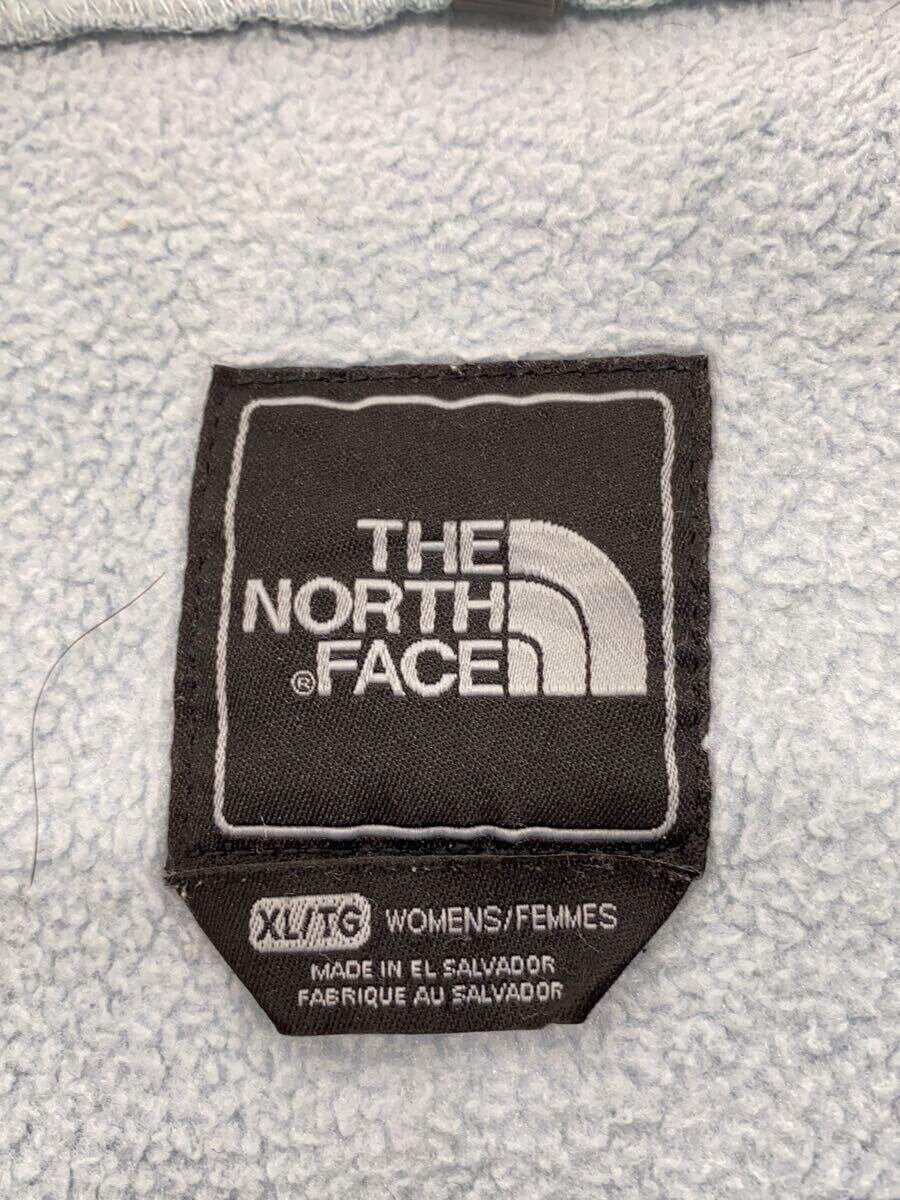 THE
NORTH
®FACE
XL/TG WOMENS/FEMMES
MADE IN EL SALVADOR
FABRIQUE AU SALVADOR